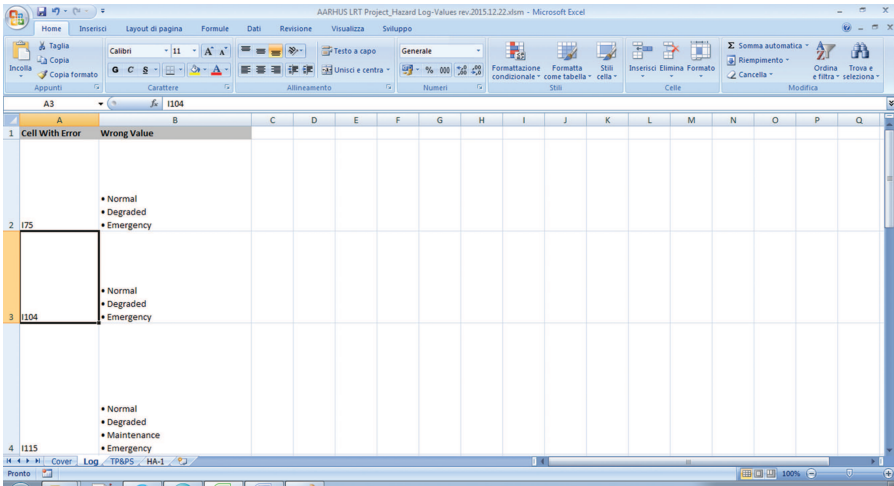 AARHUS LRT Project_Hazard Log-Values rev.2015.12.22.xlsm - Microsoft Excel
Home Inserisci Layout di pagina Formule Dati Revisione Visualizza Sviluppo
Taglia
Copia
Copia formato
Incolla
Appunti
Calibri 11 A A
G C S A
Carattere
Testo a capo
Unisci e centra
Allineamento
Generale
% 000
Numeri
Formattazione condizionale
Formatta come tabella
Stili cella
Stili
Inserisci Elimina Formato
Celle
Σ Somma automatica
Riempimento
Cancella
Ordina e filtra
Trova e seleziona
Modifica
A3 fx I104
A B C D E F G H I J K L M N O P Q
1 Cell With Error Wrong Value
• Normal
• Degraded
2 I75 • Emergency
• Normal
• Degraded
3 I104 • Emergency
• Normal
• Degraded
• Maintenance
4 I115 • Emergency
Cover Log TP&PS HA-1
Pronto 100%